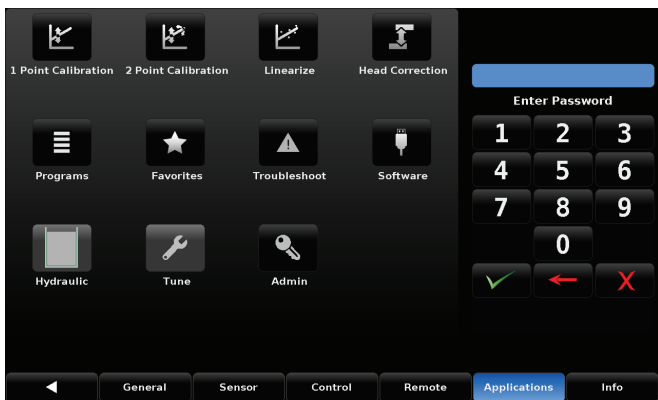 1 Point Calibration 2 Point Calibration Linearize Head Correction
Programs Favorites Troubleshoot Software
Hydraulic Tune Admin
Enter Password
1 2 3
4 5 6
7 8 9
0
General Sensor Control Remote Applications Info